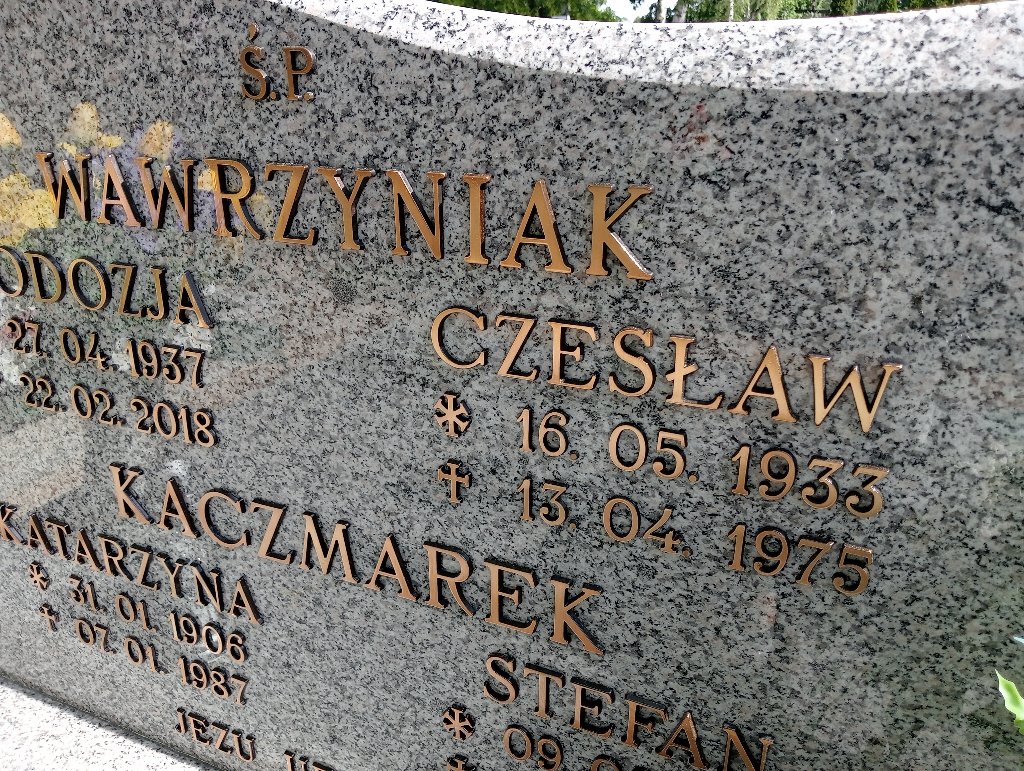 Ś.P.
WAWRZYNIAK
ODOZJA
27. 04. 1937
22. 02. 2018
CZESŁAW
16. 05. 1933
13. 04. 1975
KACZMAREK
KATARZYNA
31. 01. 1906
07. 01. 1987
STEFAN
09.
JEZU